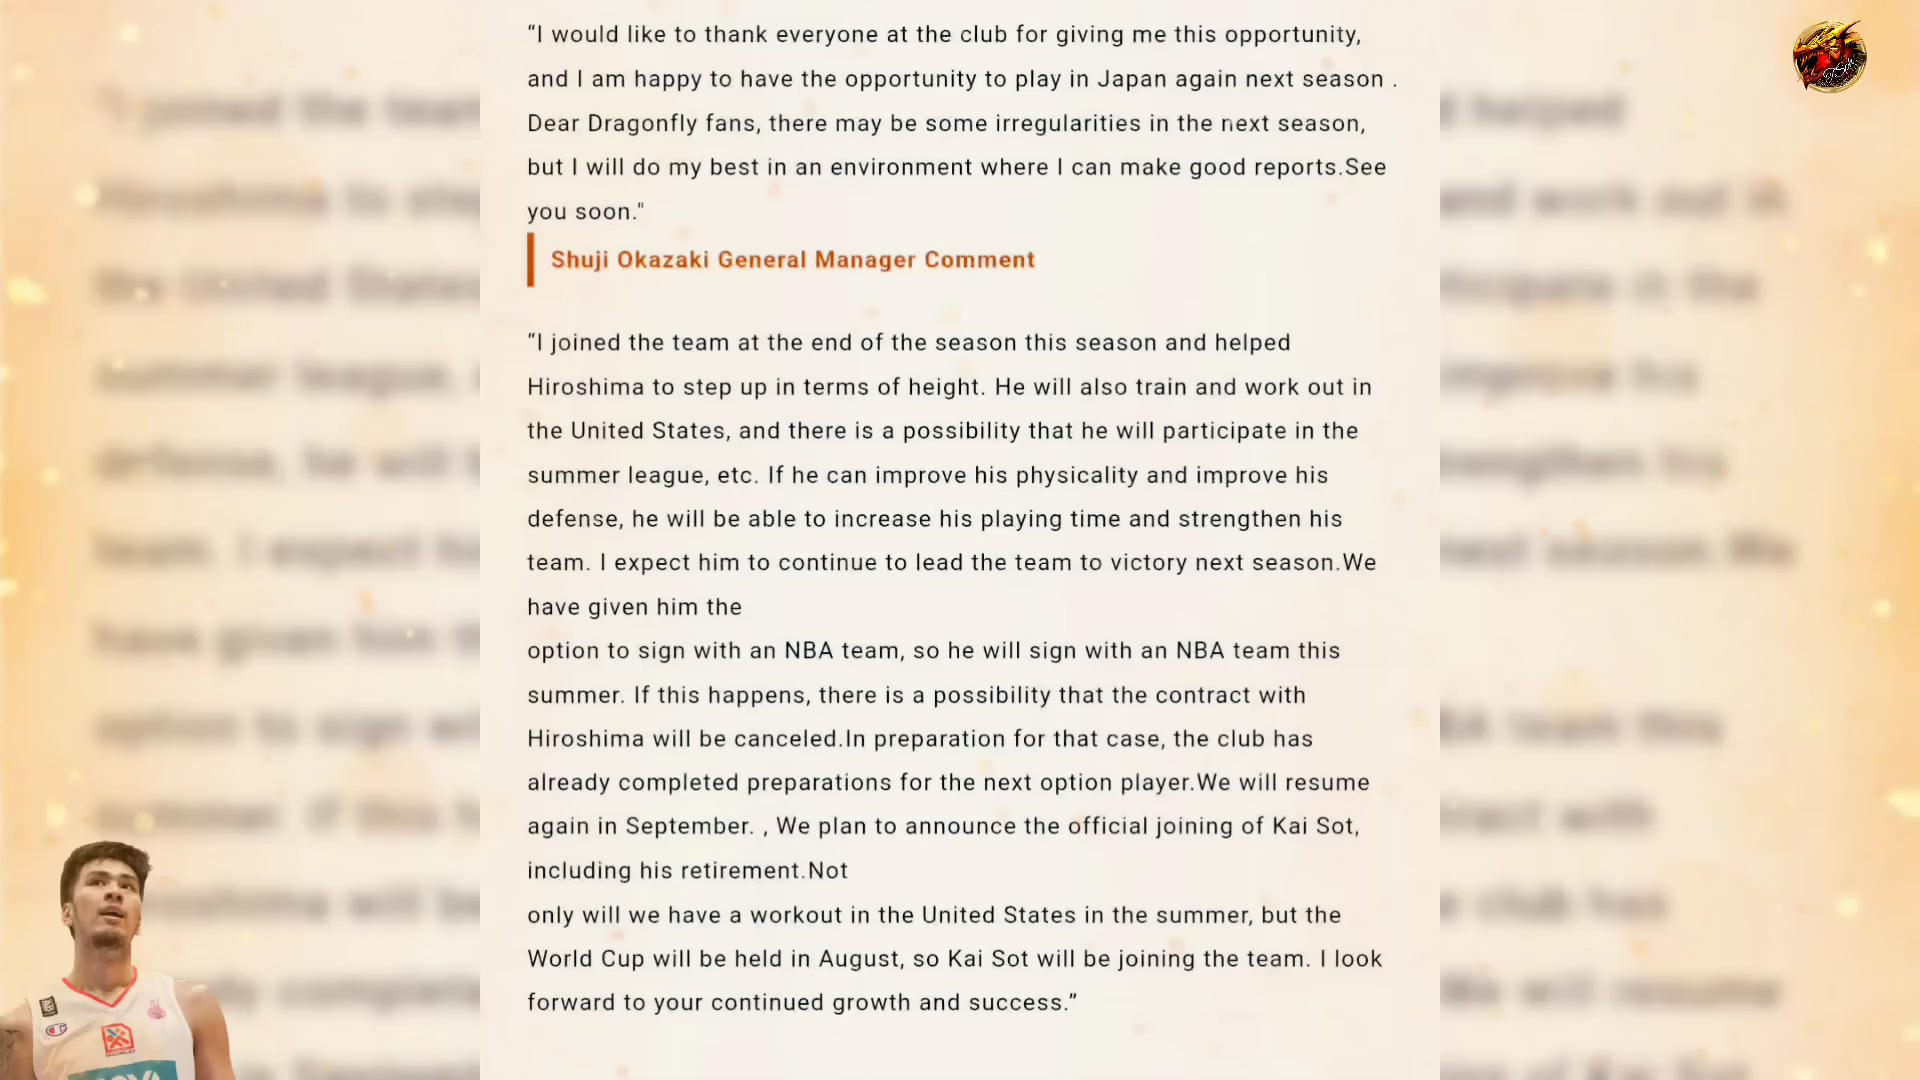 “I would like to thank everyone at the club for giving me this opportunity,
and I am happy to have the opportunity to play in Japan again next season .
Dear Dragonfly fans, there may be some irregularities in the next season,
but I will do my best in an environment where I can make good reports.See
you soon."
Shuji Okazaki General Manager Comment
“I joined the team at the end of the season this season and helped
Hiroshima to step up in terms of height. He will also train and work out in
the United States, and there is a possibility that he will participate in the
summer league, etc. If he can improve his physicality and improve his
defense, he will be able to increase his playing time and strengthen his
team. I expect him to continue to lead the team to victory next season.We
have given him the
option to sign with an NBA team, so he will sign with an NBA team this
summer. If this happens, there is a possibility that the contract with
Hiroshima will be canceled.In preparation for that case, the club has
already completed preparations for the next option player.We will resume
again in September. , We plan to announce the official joining of Kai Sot,
including his retirement.Not
only will we have a workout in the United States in the summer, but the
World Cup will be held in August, so Kai Sot will be joining the team. I look
forward to your continued growth and success.”